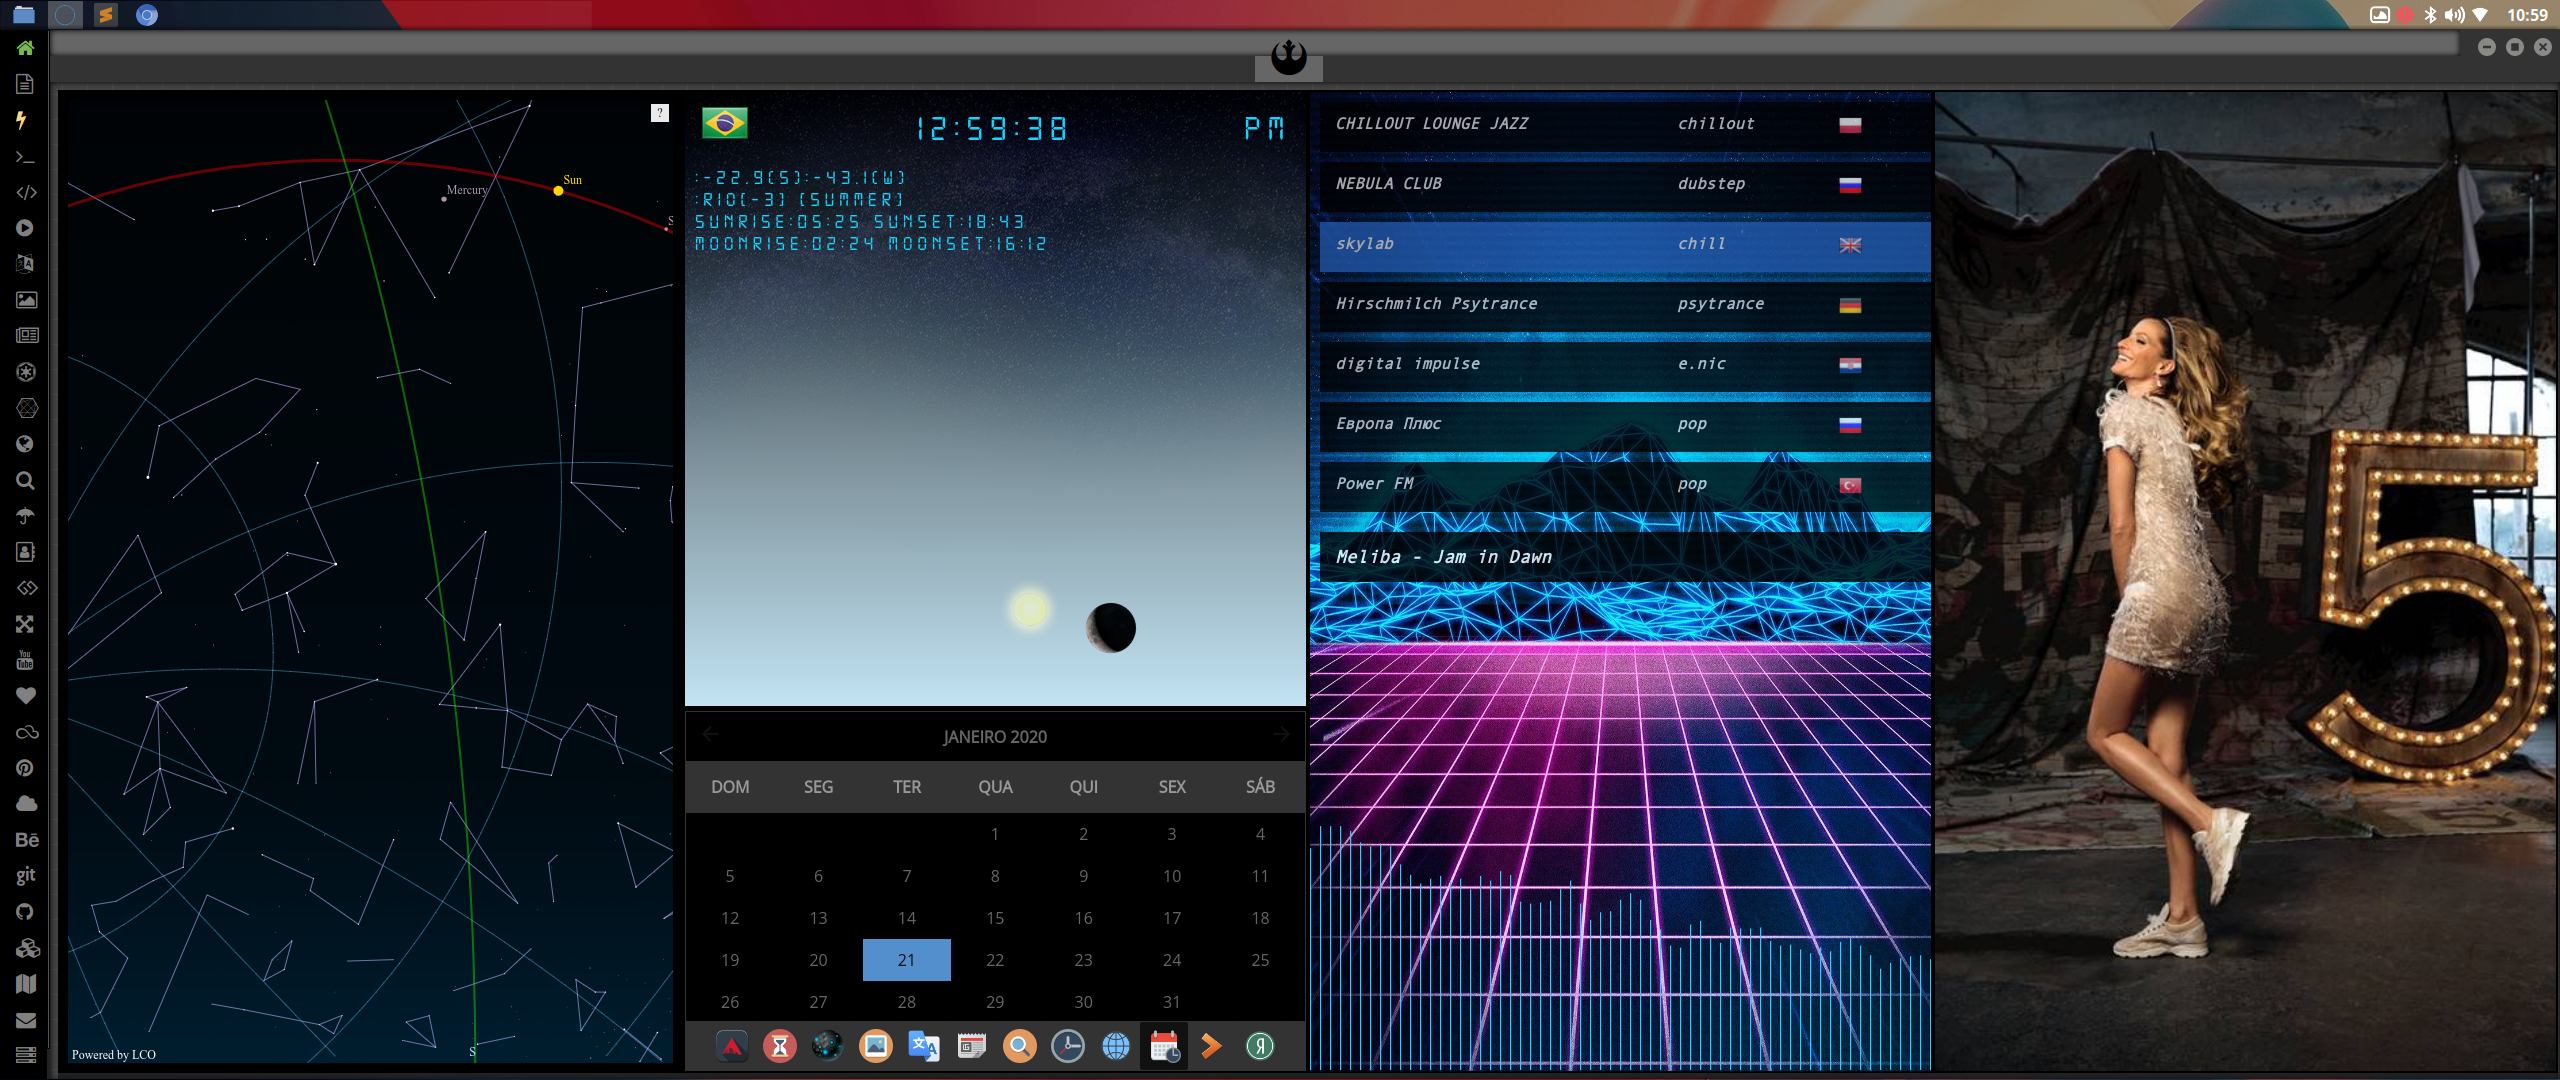 10:59
?
Sun
Mercury
S
S
Powered by LCO
12:59:38 PM
:-22.9(S):-43.1(W)
:RIO(-3) (SUMMER)
SUNRISE:05:25 SUNSET:18:43
MOONRISE:02:24 MOONSET:16:12
JANEIRO 2020
DOM SEG TER QUA QUI SEX SÁB
1 2 3 4
5 6 7 8 9 10 11
12 13 14 15 16 17 18
19 20 21 22 23 24 25
26 27 28 29 30 31
CHILLOUT LOUNGE JAZZ chillout
NEBULA CLUB dubstep
skylab chill
Hirschmilch Psytrance psytrance
digital impulse e.nic
Европа Плюс pop
Power FM pop
Meliba - Jam in Dawn
5
You
Tube
Bē
git